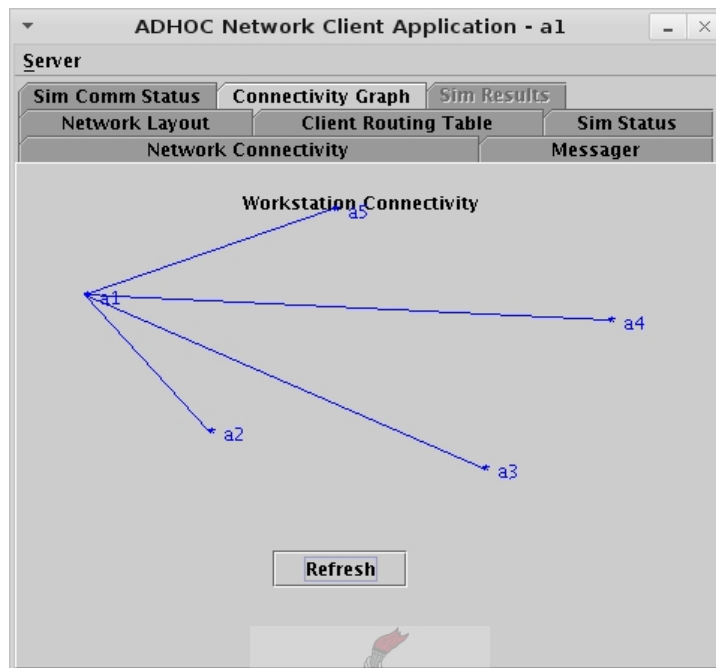 ADHOC Network Client Application - a1
Server
Sim Comm Status Connectivity Graph Sim Results
Network Layout Client Routing Table Sim Status
Network Connectivity Messager
Workstation Connectivity
a5
a1
a4
a2
a3
Refresh